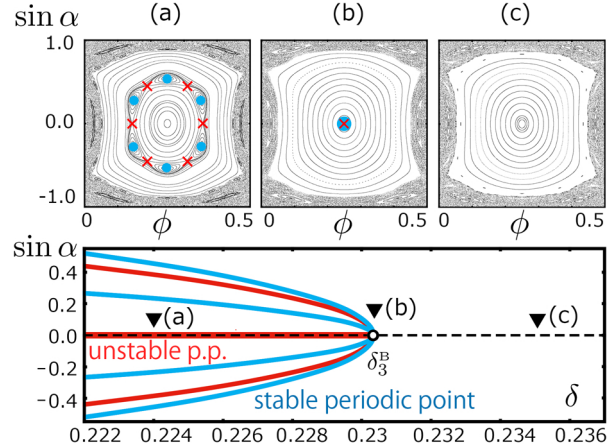 sin α (a) (b) (c)
1.0
0.0
-1.0
0 ϕ 0.5 0 ϕ 0.5 0 ϕ 0.5
sin α
0.4
0.2
0.0
-0.2
-0.4
(a) (b) (c)
unstable p.p.
δ₃ᴮ
stable periodic point δ
0.222 0.224 0.226 0.228 0.23 0.232 0.234 0.236